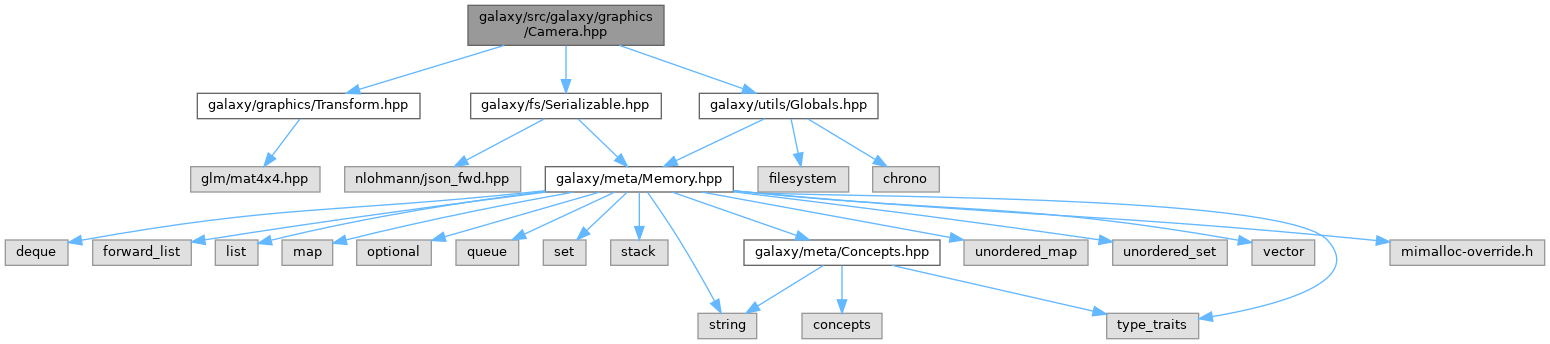 galaxy/src/galaxy/graphics
/Camera.hpp
galaxy/graphics/Transform.hpp
galaxy/fs/Serializable.hpp
galaxy/utils/Globals.hpp
glm/mat4x4.hpp
nlohmann/json_fwd.hpp
galaxy/meta/Memory.hpp
filesystem
chrono
deque
forward_list
list
map
optional
queue
set
stack
galaxy/meta/Concepts.hpp
unordered_map
unordered_set
vector
mimalloc-override.h
string
concepts
type_traits